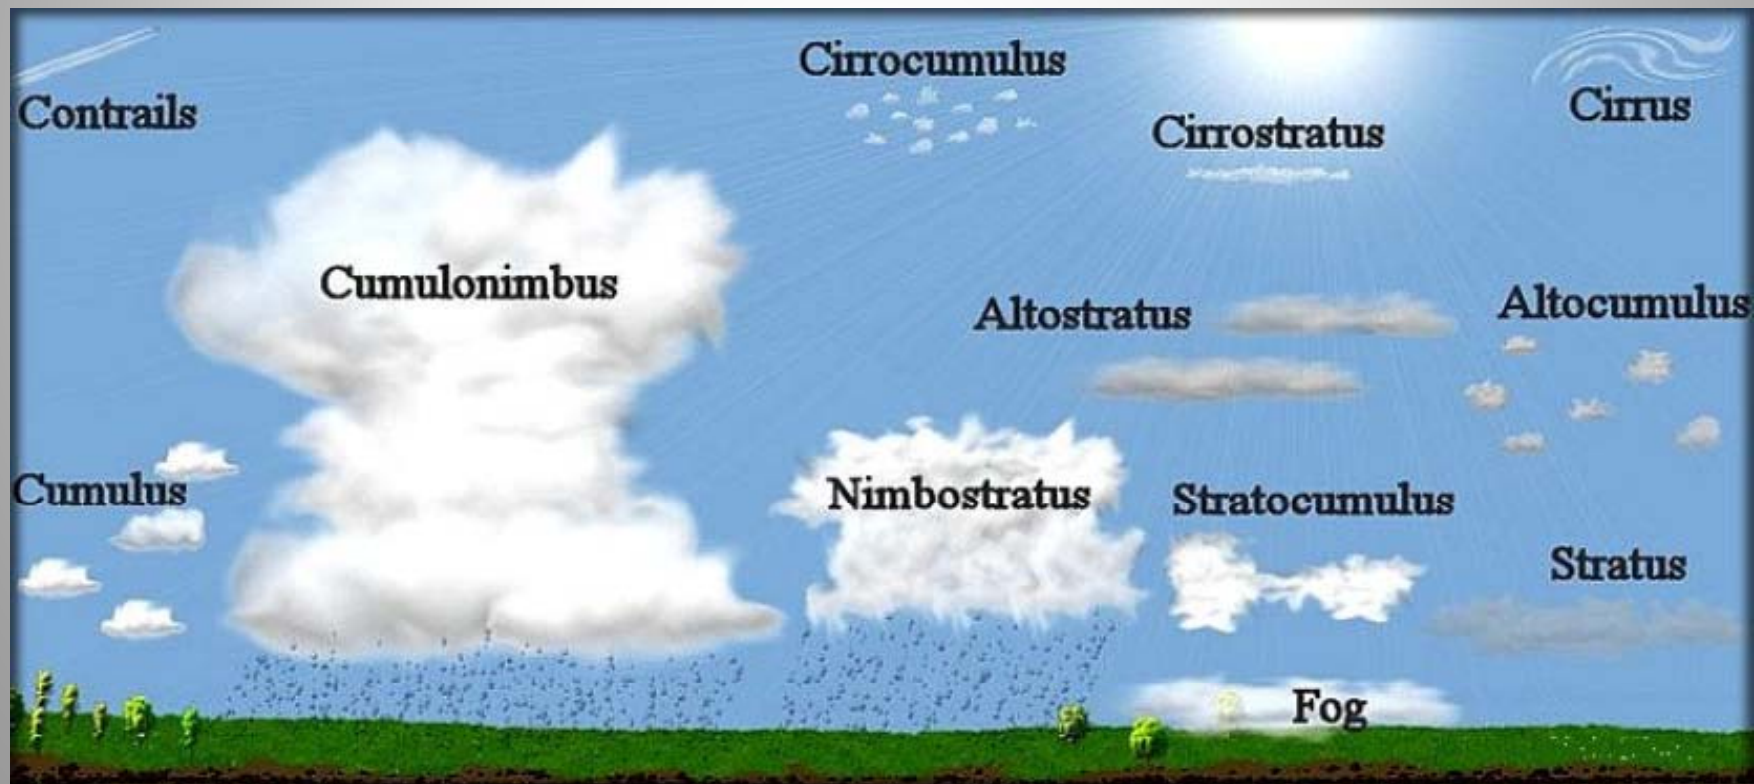 Cirrocumulus
Contrails
Cirrus
Cirrostratus
Cumulonimbus
Altostratus
Altocumulus
Cumulus
Nimbostratus
Stratocumulus
Stratus
Fog